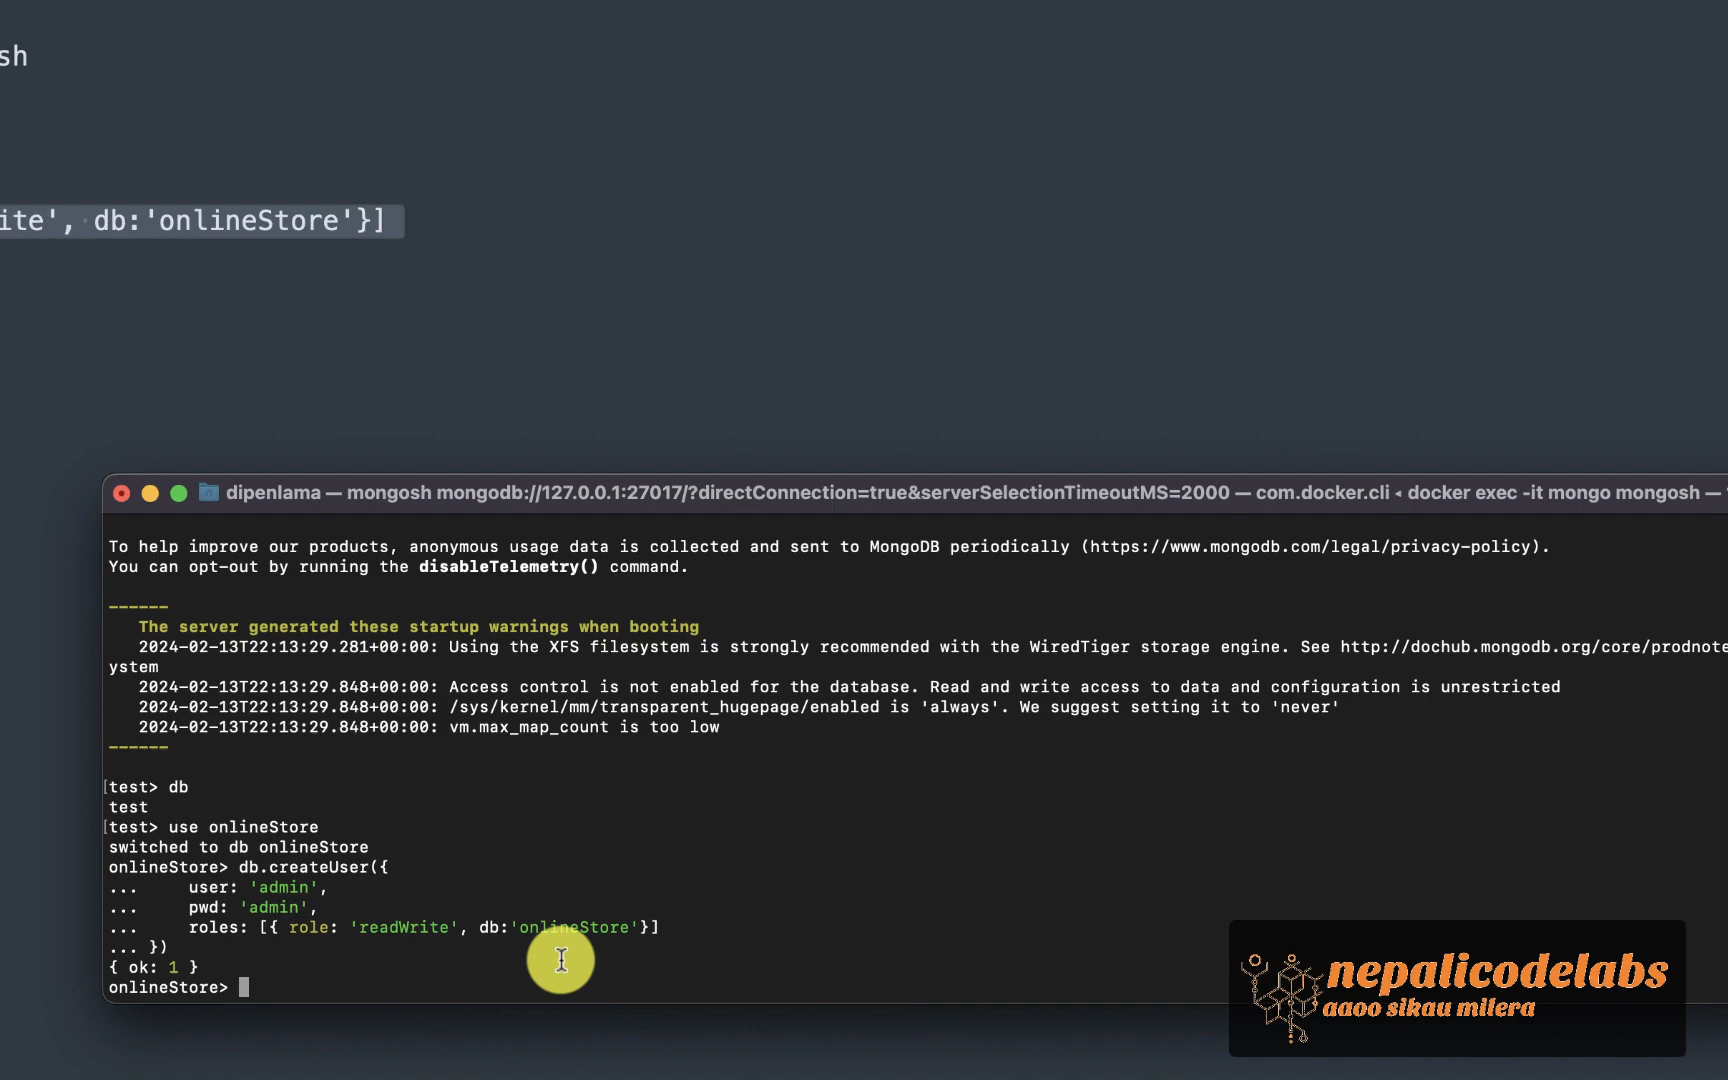 sh
ite', db:'onlineStore'}]
dipenlama — mongosh mongodb://127.0.0.1:27017/?directConnection=true&serverSelectionTimeoutMS=2000 — com.docker.cli ◂ docker exec -it mongo mongosh —
To help improve our products, anonymous usage data is collected and sent to MongoDB periodically (https://www.mongodb.com/legal/privacy-policy).
You can opt-out by running the disableTelemetry() command.
------
The server generated these startup warnings when booting
2024-02-13T22:13:29.281+00:00: Using the XFS filesystem is strongly recommended with the WiredTiger storage engine. See http://dochub.mongodb.org/core/prodnote
ystem
2024-02-13T22:13:29.848+00:00: Access control is not enabled for the database. Read and write access to data and configuration is unrestricted
2024-02-13T22:13:29.848+00:00: /sys/kernel/mm/transparent_hugepage/enabled is 'always'. We suggest setting it to 'never'
2024-02-13T22:13:29.848+00:00: vm.max_map_count is too low
------
[test> db
test
[test> use onlineStore
switched to db onlineStore
onlineStore> db.createUser({
... user: 'admin',
... pwd: 'admin',
... roles: [{ role: 'readWrite', db:'onlineStore'}]
... })
{ ok: 1 }
onlineStore>
nepalicodelabs
aaoo sikau milera